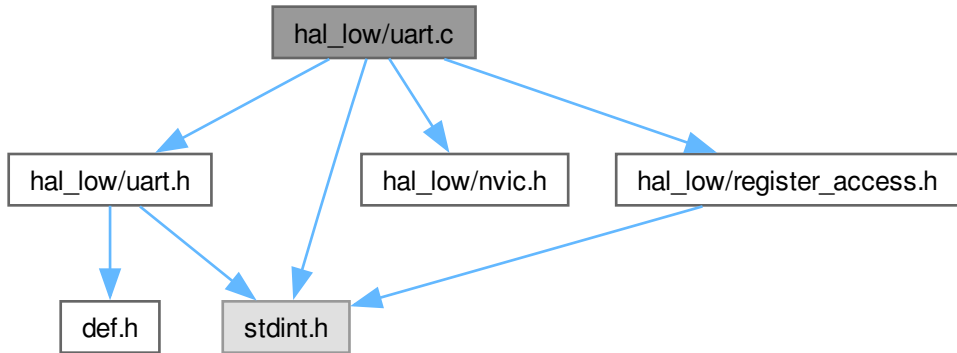 hal_low/uart.c
hal_low/uart.h
hal_low/nvic.h
hal_low/register_access.h
def.h
stdint.h